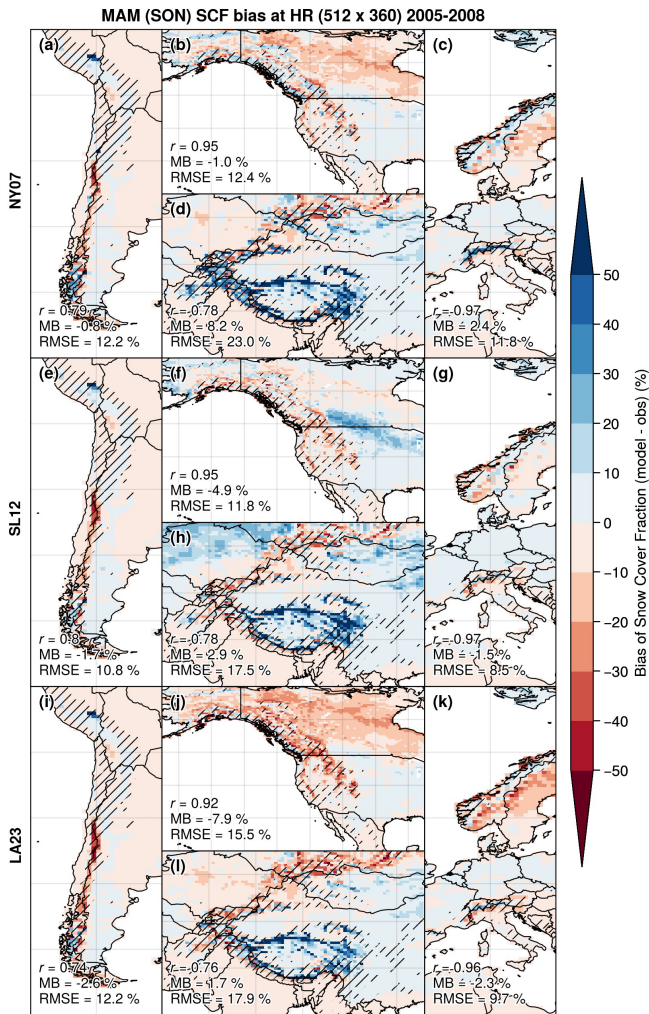 MAM (SON) SCF bias at HR (512 x 360) 2005-2008
NY07
(a)
r = 0.79
MB = -0.8 %
RMSE = 12.2 %
(b)
r = 0.95
MB = -1.0 %
RMSE = 12.4 %
(c)
(d)
r = 0.78
MB = 8.2 %
RMSE = 23.0 %
r = 0.97
MB = 2.4 %
RMSE = 11.8 %
SL12
(e)
r = 0.8
MB = -1.7 %
RMSE = 10.8 %
(f)
r = 0.95
MB = -4.9 %
RMSE = 11.8 %
(g)
(h)
r = 0.78
MB = 2.9 %
RMSE = 17.5 %
r = 0.97
MB = -1.5 %
RMSE = 8.5 %
LA23
(i)
r = 0.74
MB = -2.6 %
RMSE = 12.2 %
(j)
r = 0.92
MB = -7.9 %
RMSE = 15.5 %
(k)
(l)
r = 0.76
MB = 1.7 %
RMSE = 17.9 %
r = 0.96
MB = -2.3 %
RMSE = 9.7 %
50
40
30
20
10
0
−10
−20
−30
−40
−50
Bias of Snow Cover Fraction (model - obs) (%)